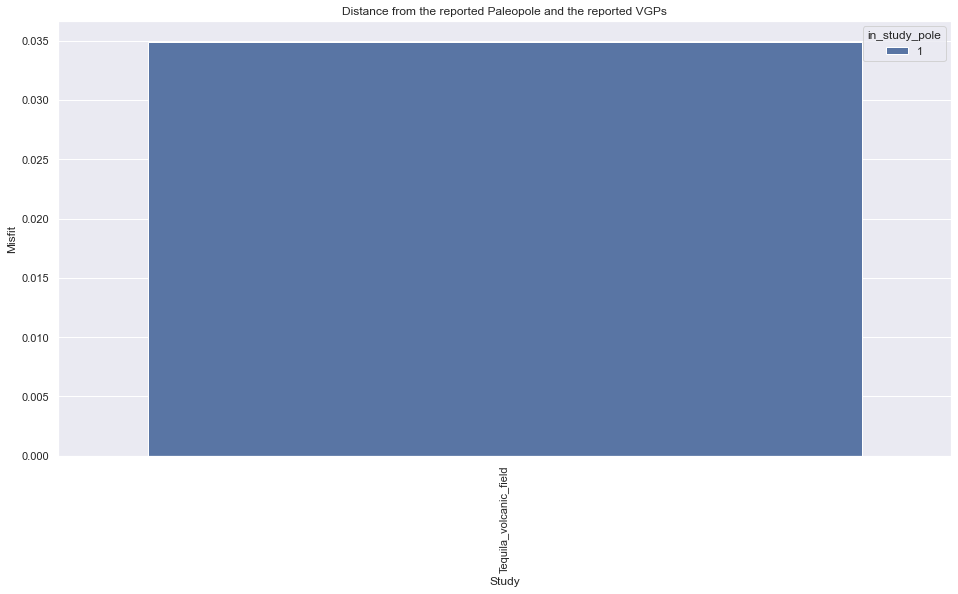 Distance from the reported Paleopole and the reported VGPs
in_study_pole
1
0.035
0.030
0.025
0.020
0.015
0.010
0.005
0.000
Misfit
Tequila_volcanic_field
Study